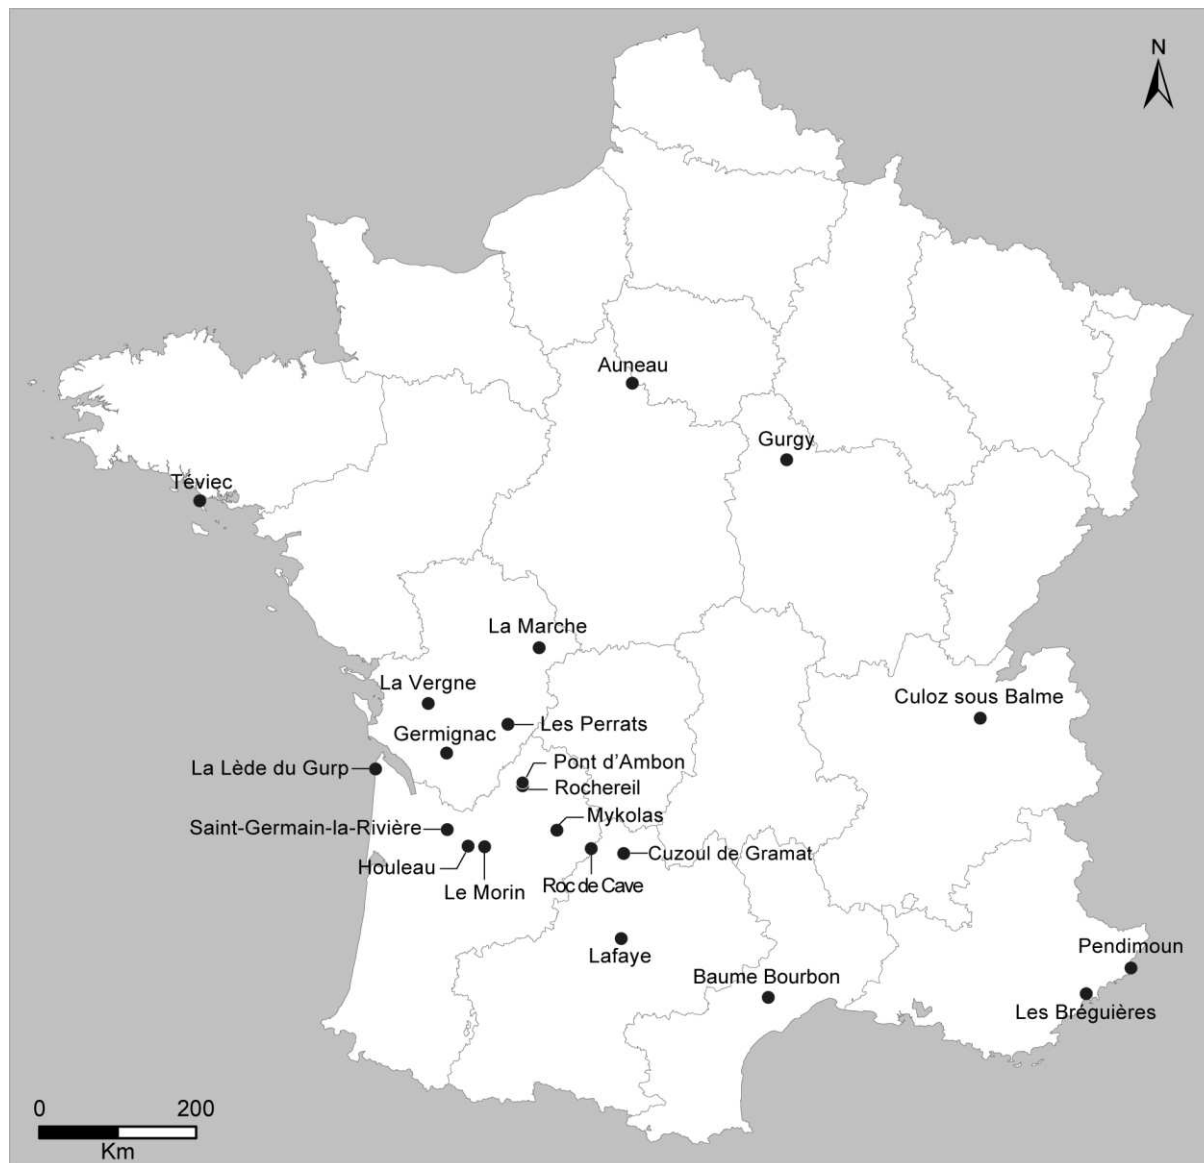 N
Auneau
Gurgy
Téviec
La Marche
La Vergne
Culoz sous Balme
Les Perrats
Germignac
Pont d'Ambon
La Lède du Gurp
Rochereil
Mykolas
Saint-Germain-la-Rivière
Cuzoul de Gramat
Houleau
Roc de Cave
Le Morin
Pendimoun
Lafaye
Baume Bourbon
Les Bréguières
0 200
Km